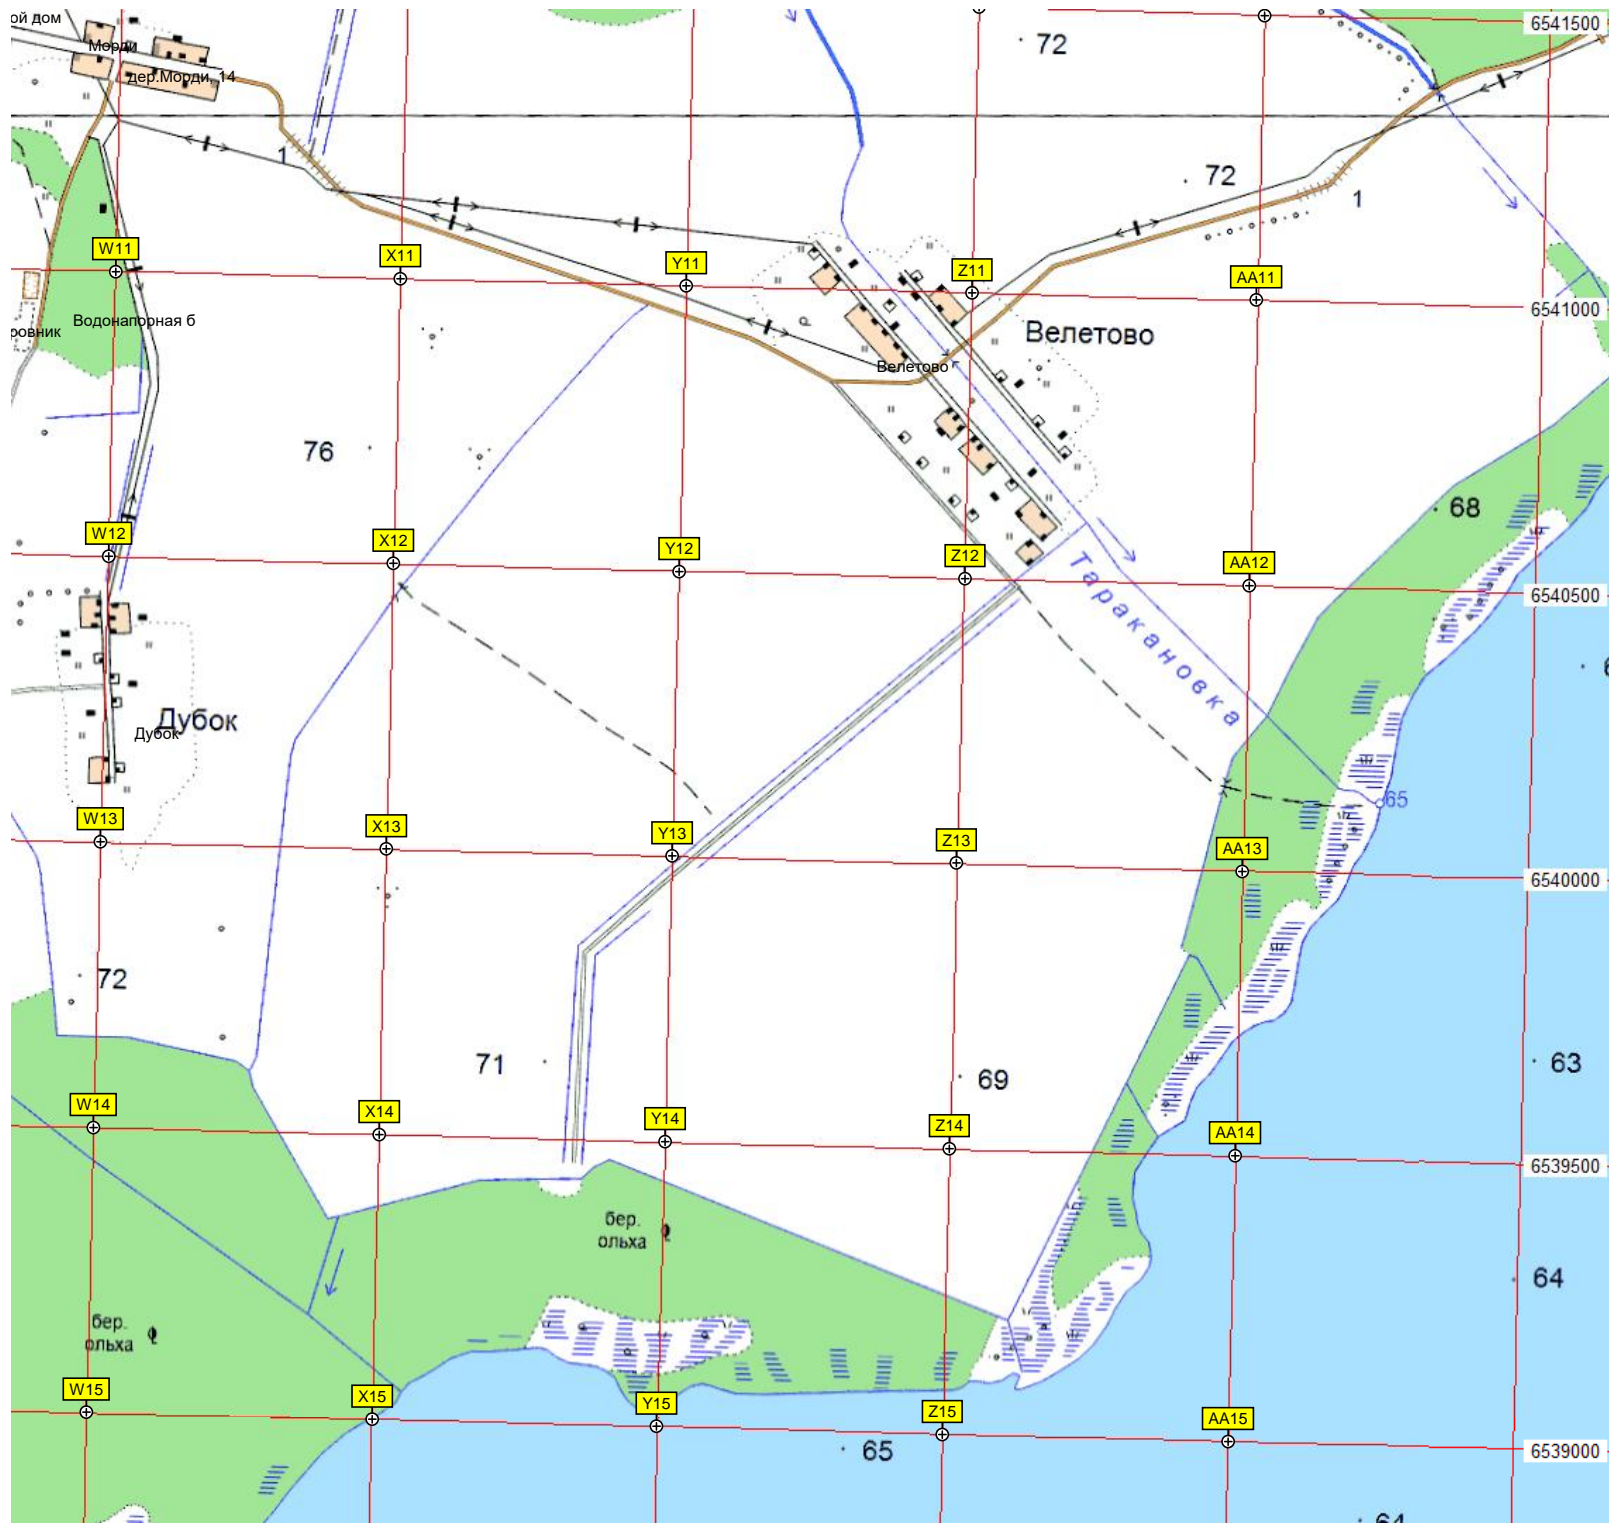 ой дом
Морди
72
6541500
дер.Морди, 14
1
72
1
W11
X11
Y11
Z11
AA11
6541000
Водонапорная б
ровник
Велетово
Велетово
76
68
W12
X12
Y12
Z12
AA12
6540500
Таракановка
Дубок
Дубок
65
W13
X13
Y13
Z13
AA13
6540000
72
71
69
63
W14
X14
Y14
Z14
AA14
6539500
бер.
ольха
64
бер.
ольха
W15
X15
Y15
Z15
AA15
65
6539000